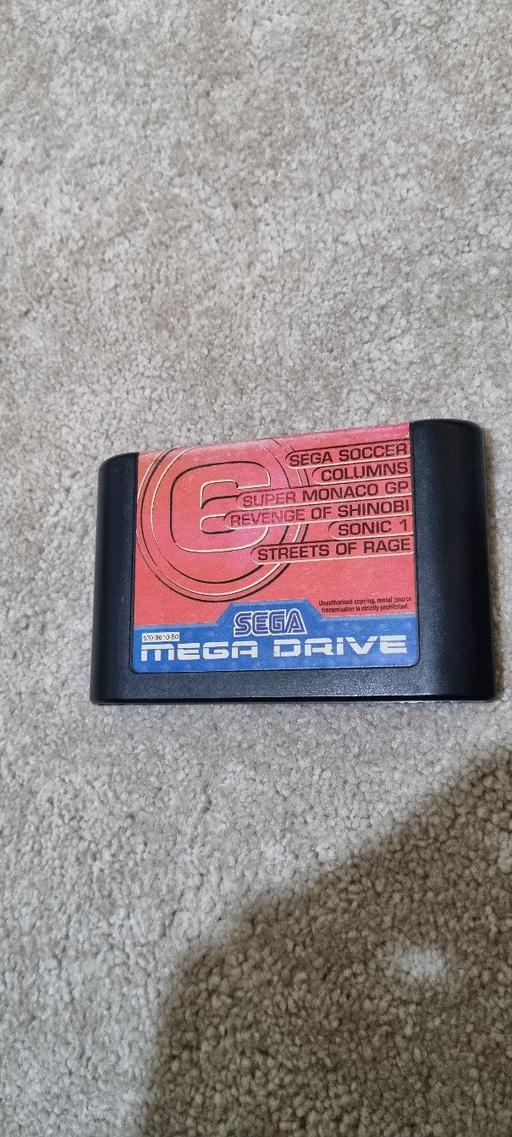 6
SEGA SOCCER
COLUMNS
SUPER MONACO GP
REVENGE OF SHINOBI
SONIC 1
STREETS OF RAGE
Unauthorised copying, rental and/or
transmission is strictly prohibited.
SEGA
MEGA DRIVE